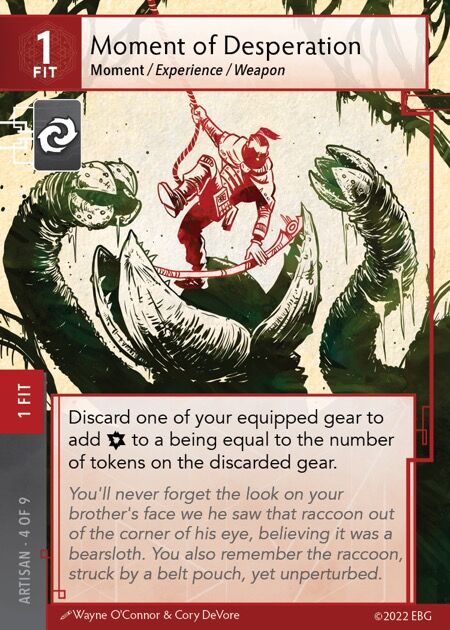 1
FIT
Moment of Desperation
Moment / Experience / Weapon
1 FIT
ARTISAN - 4 OF 9
Discard one of your equipped gear to
add to a being equal to the number
of tokens on the discarded gear.
You'll never forget the look on your
brother's face we he saw that raccoon out
of the corner of his eye, believing it was a
bearsloth. You also remember the raccoon,
struck by a belt pouch, yet unperturbed.
Wayne O'Connor & Cory DeVore
©2022 EBG